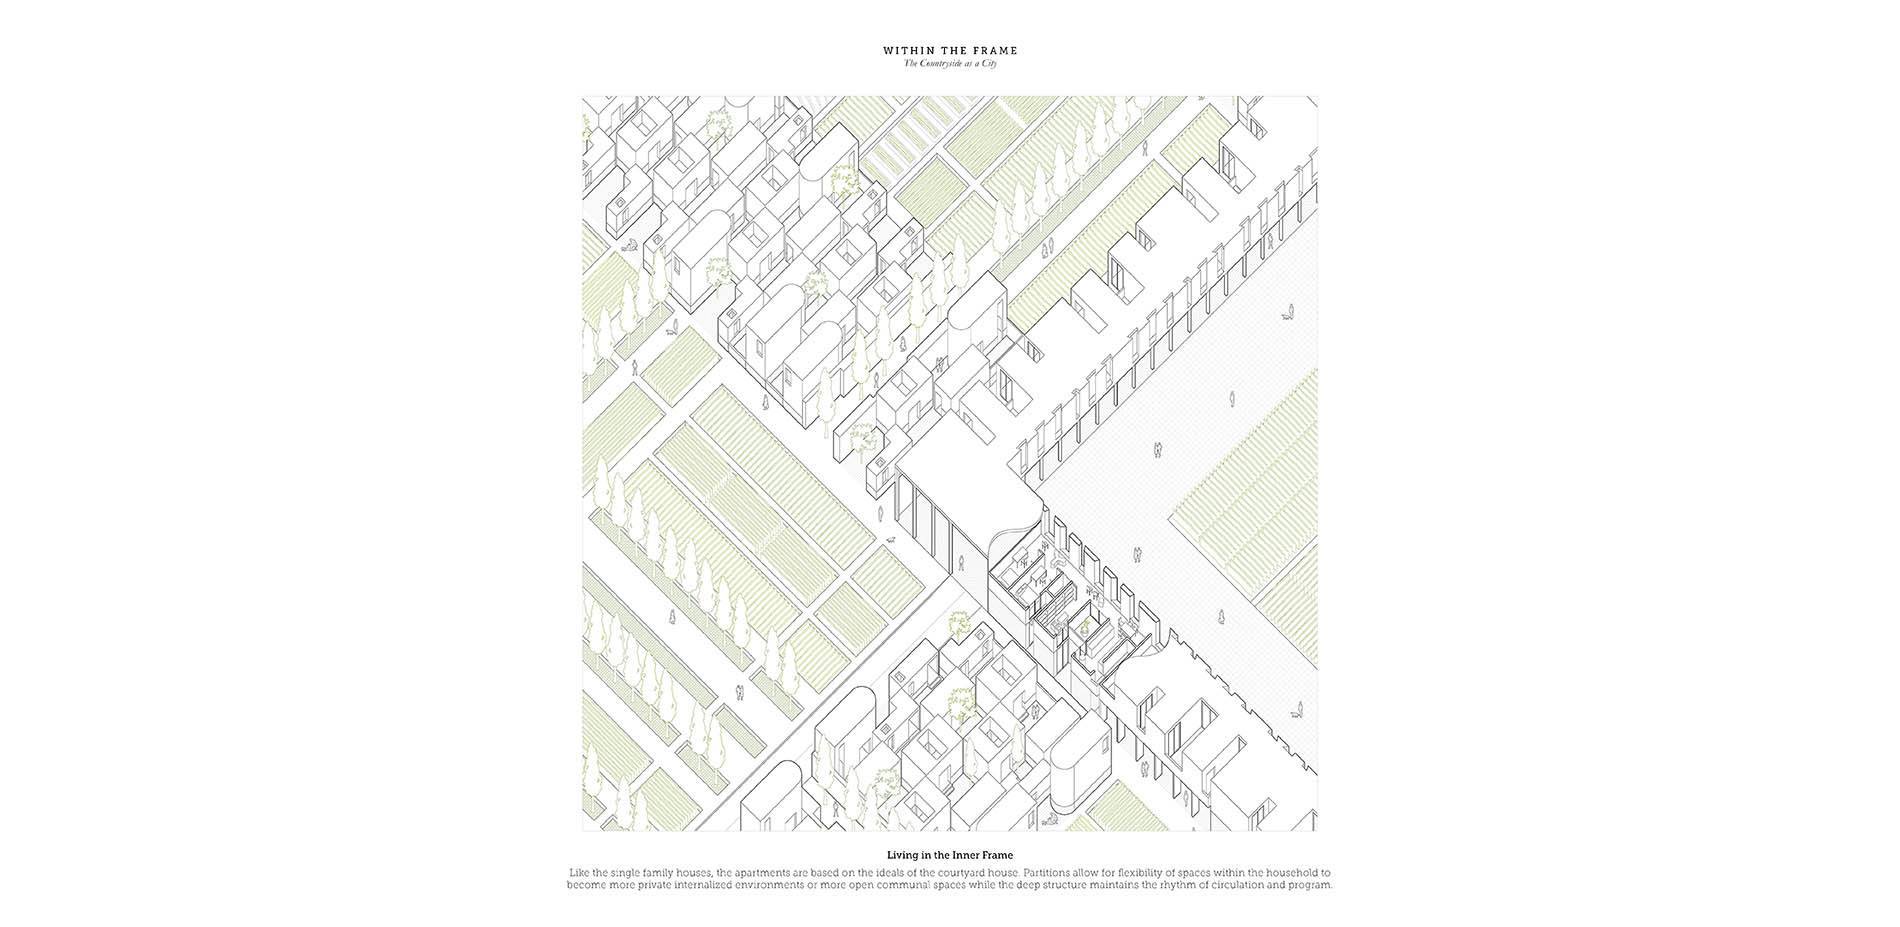 WITHIN THE FRAME
The Countryside as a City
Living in the Inner Frame
Like the single family houses, the apartments are based on the ideals of the courtyard house. Partitions allow for flexibility of spaces within the household to
become more private internalized environments or more open communal spaces while the deep structure maintains the rhythm of circulation and program.